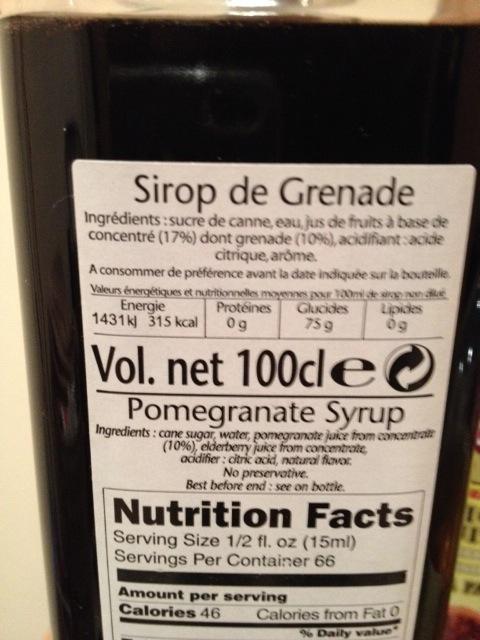 Sirop de Grenade
Ingrédients : sucre de canne, eau, jus de fruits à base de
concentré (17%) dont grenade (10%), acidifiant : acide
citrique, arôme.
A consommer de préférence avant la date indiquée sur la bouteille.
Valeurs énergétiques et nutritionnelles moyennes pour 100ml de sirop non dilué
Energie Protéines Glucides Lipides
1431 kJ 315 kcal 0 g 75 g 0 g
Vol. net 100cl e
Pomegranate Syrup
Ingredients : cane sugar, water, pomegranate juice from concentrate
(10%), elderberry juice from concentrate,
acidifier : citric acid, natural flavor.
No preservative.
Best before end : see on bottle.
Nutrition Facts
Serving Size 1/2 fl. oz (15ml)
Servings Per Container 66
Amount per serving
Calories 46 Calories from Fat 0
% Daily value*